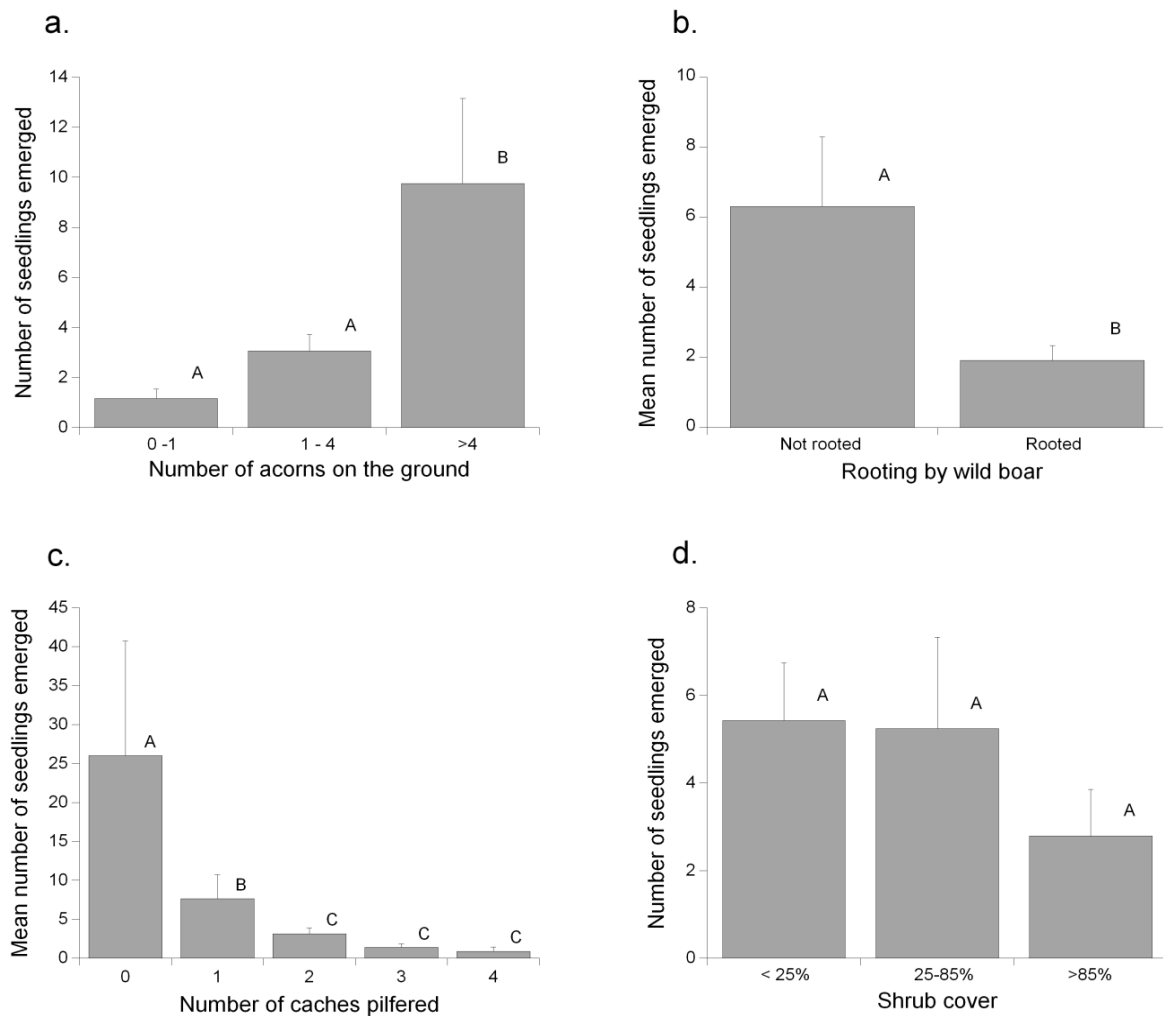 a.
Number of seedlings emerged
14
12
10
8
6
4
2
0
A
A
B
0 -1
1 - 4
>4
Number of acorns on the ground
b.
Mean number of seedlings emerged
10
8
6
4
2
0
A
B
Not rooted
Rooted
Rooting by wild boar
c.
Mean number of seedlings emerged
45
40
35
30
25
20
15
10
5
0
A
B
C
C
C
0
1
2
3
4
Number of caches pilfered
d.
Number of seedlings emerged
8
6
4
2
0
A
A
A
< 25%
25-85%
>85%
Shrub cover